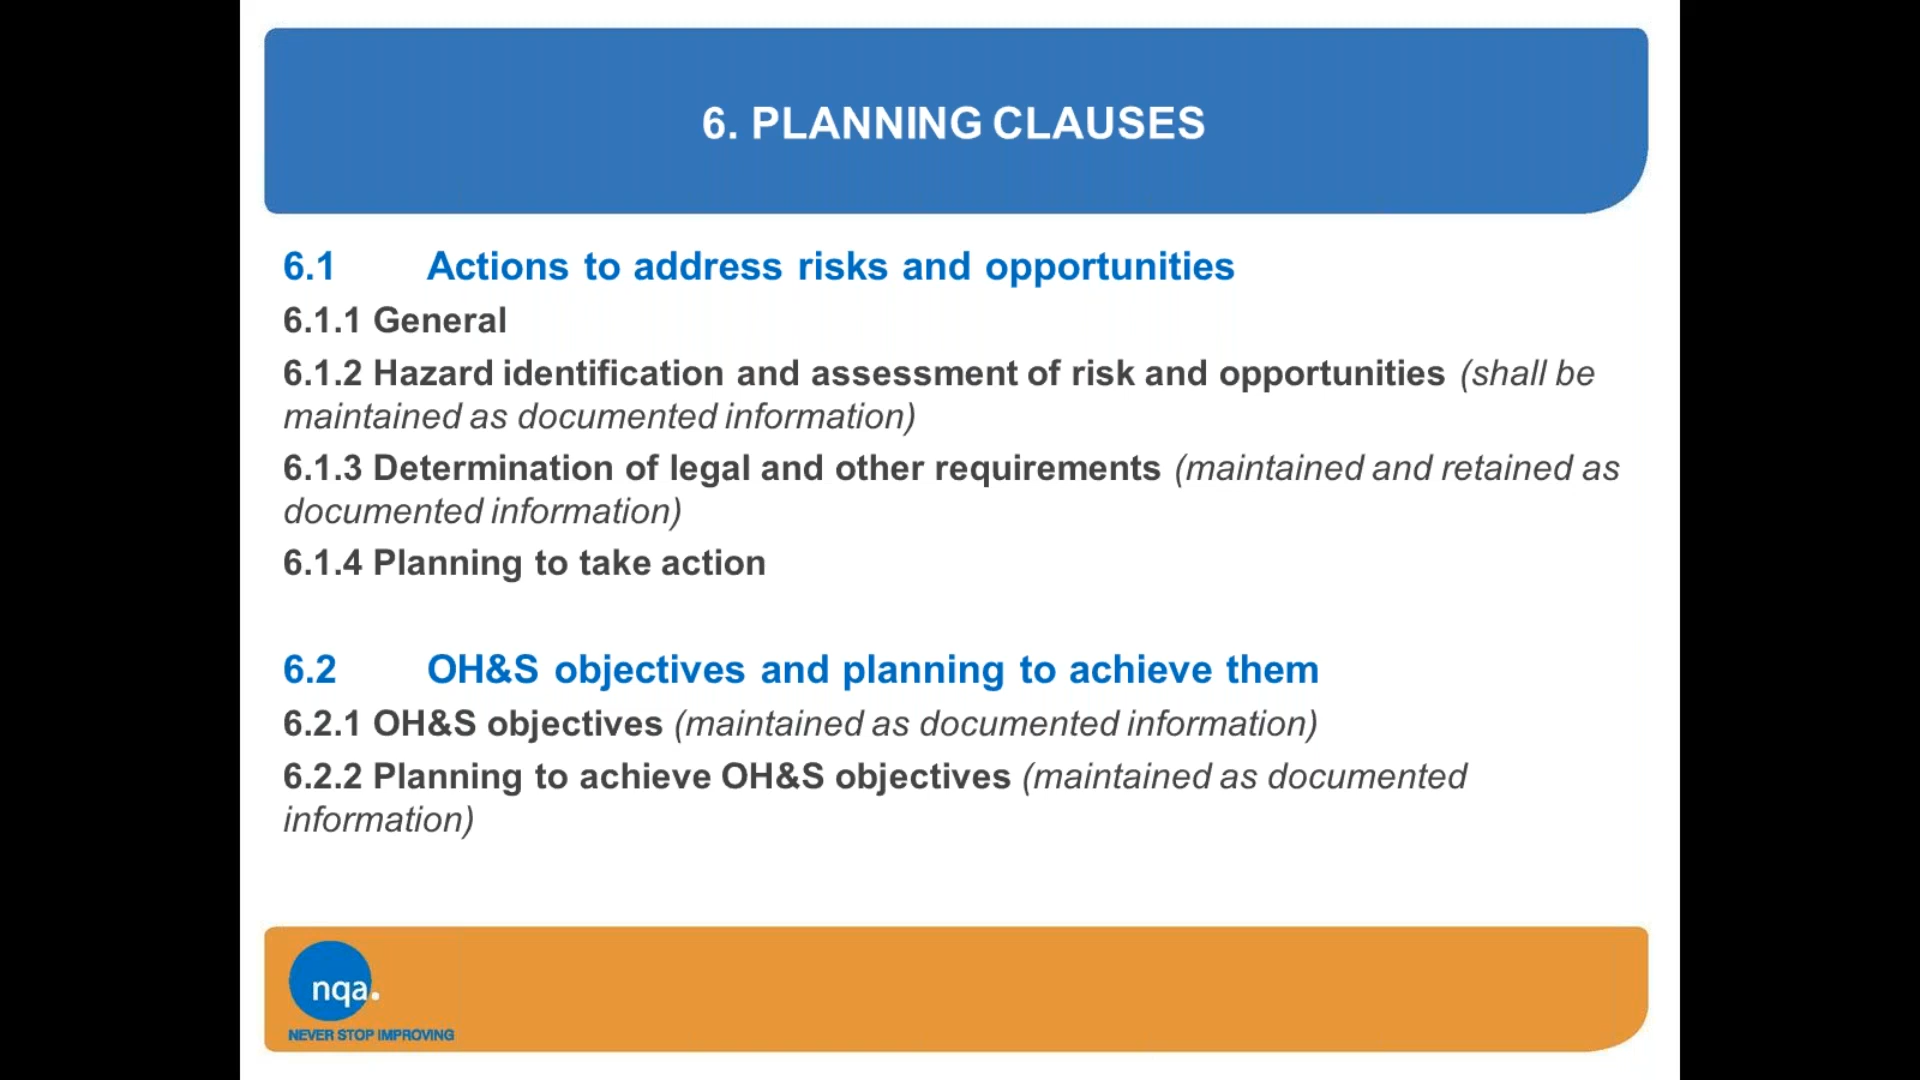 6. PLANNING CLAUSES
6.1 Actions to address risks and opportunities
6.1.1 General
6.1.2 Hazard identification and assessment of risk and opportunities (shall be
maintained as documented information)
6.1.3 Determination of legal and other requirements (maintained and retained as
documented information)
6.1.4 Planning to take action
6.2 OH&S objectives and planning to achieve them
6.2.1 OH&S objectives (maintained as documented information)
6.2.2 Planning to achieve OH&S objectives (maintained as documented
information)
nqa.
NEVER STOP IMPROVING